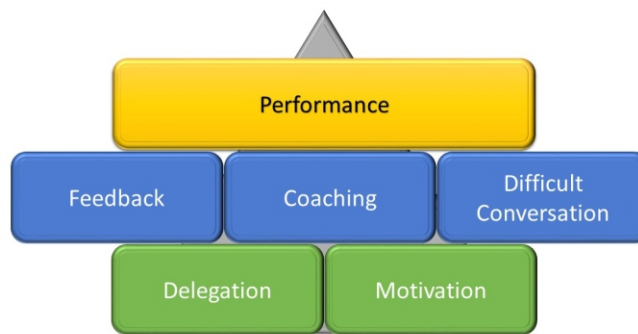 Performance
Feedback
Coaching
Difficult
Conversation
Delegation
Motivation